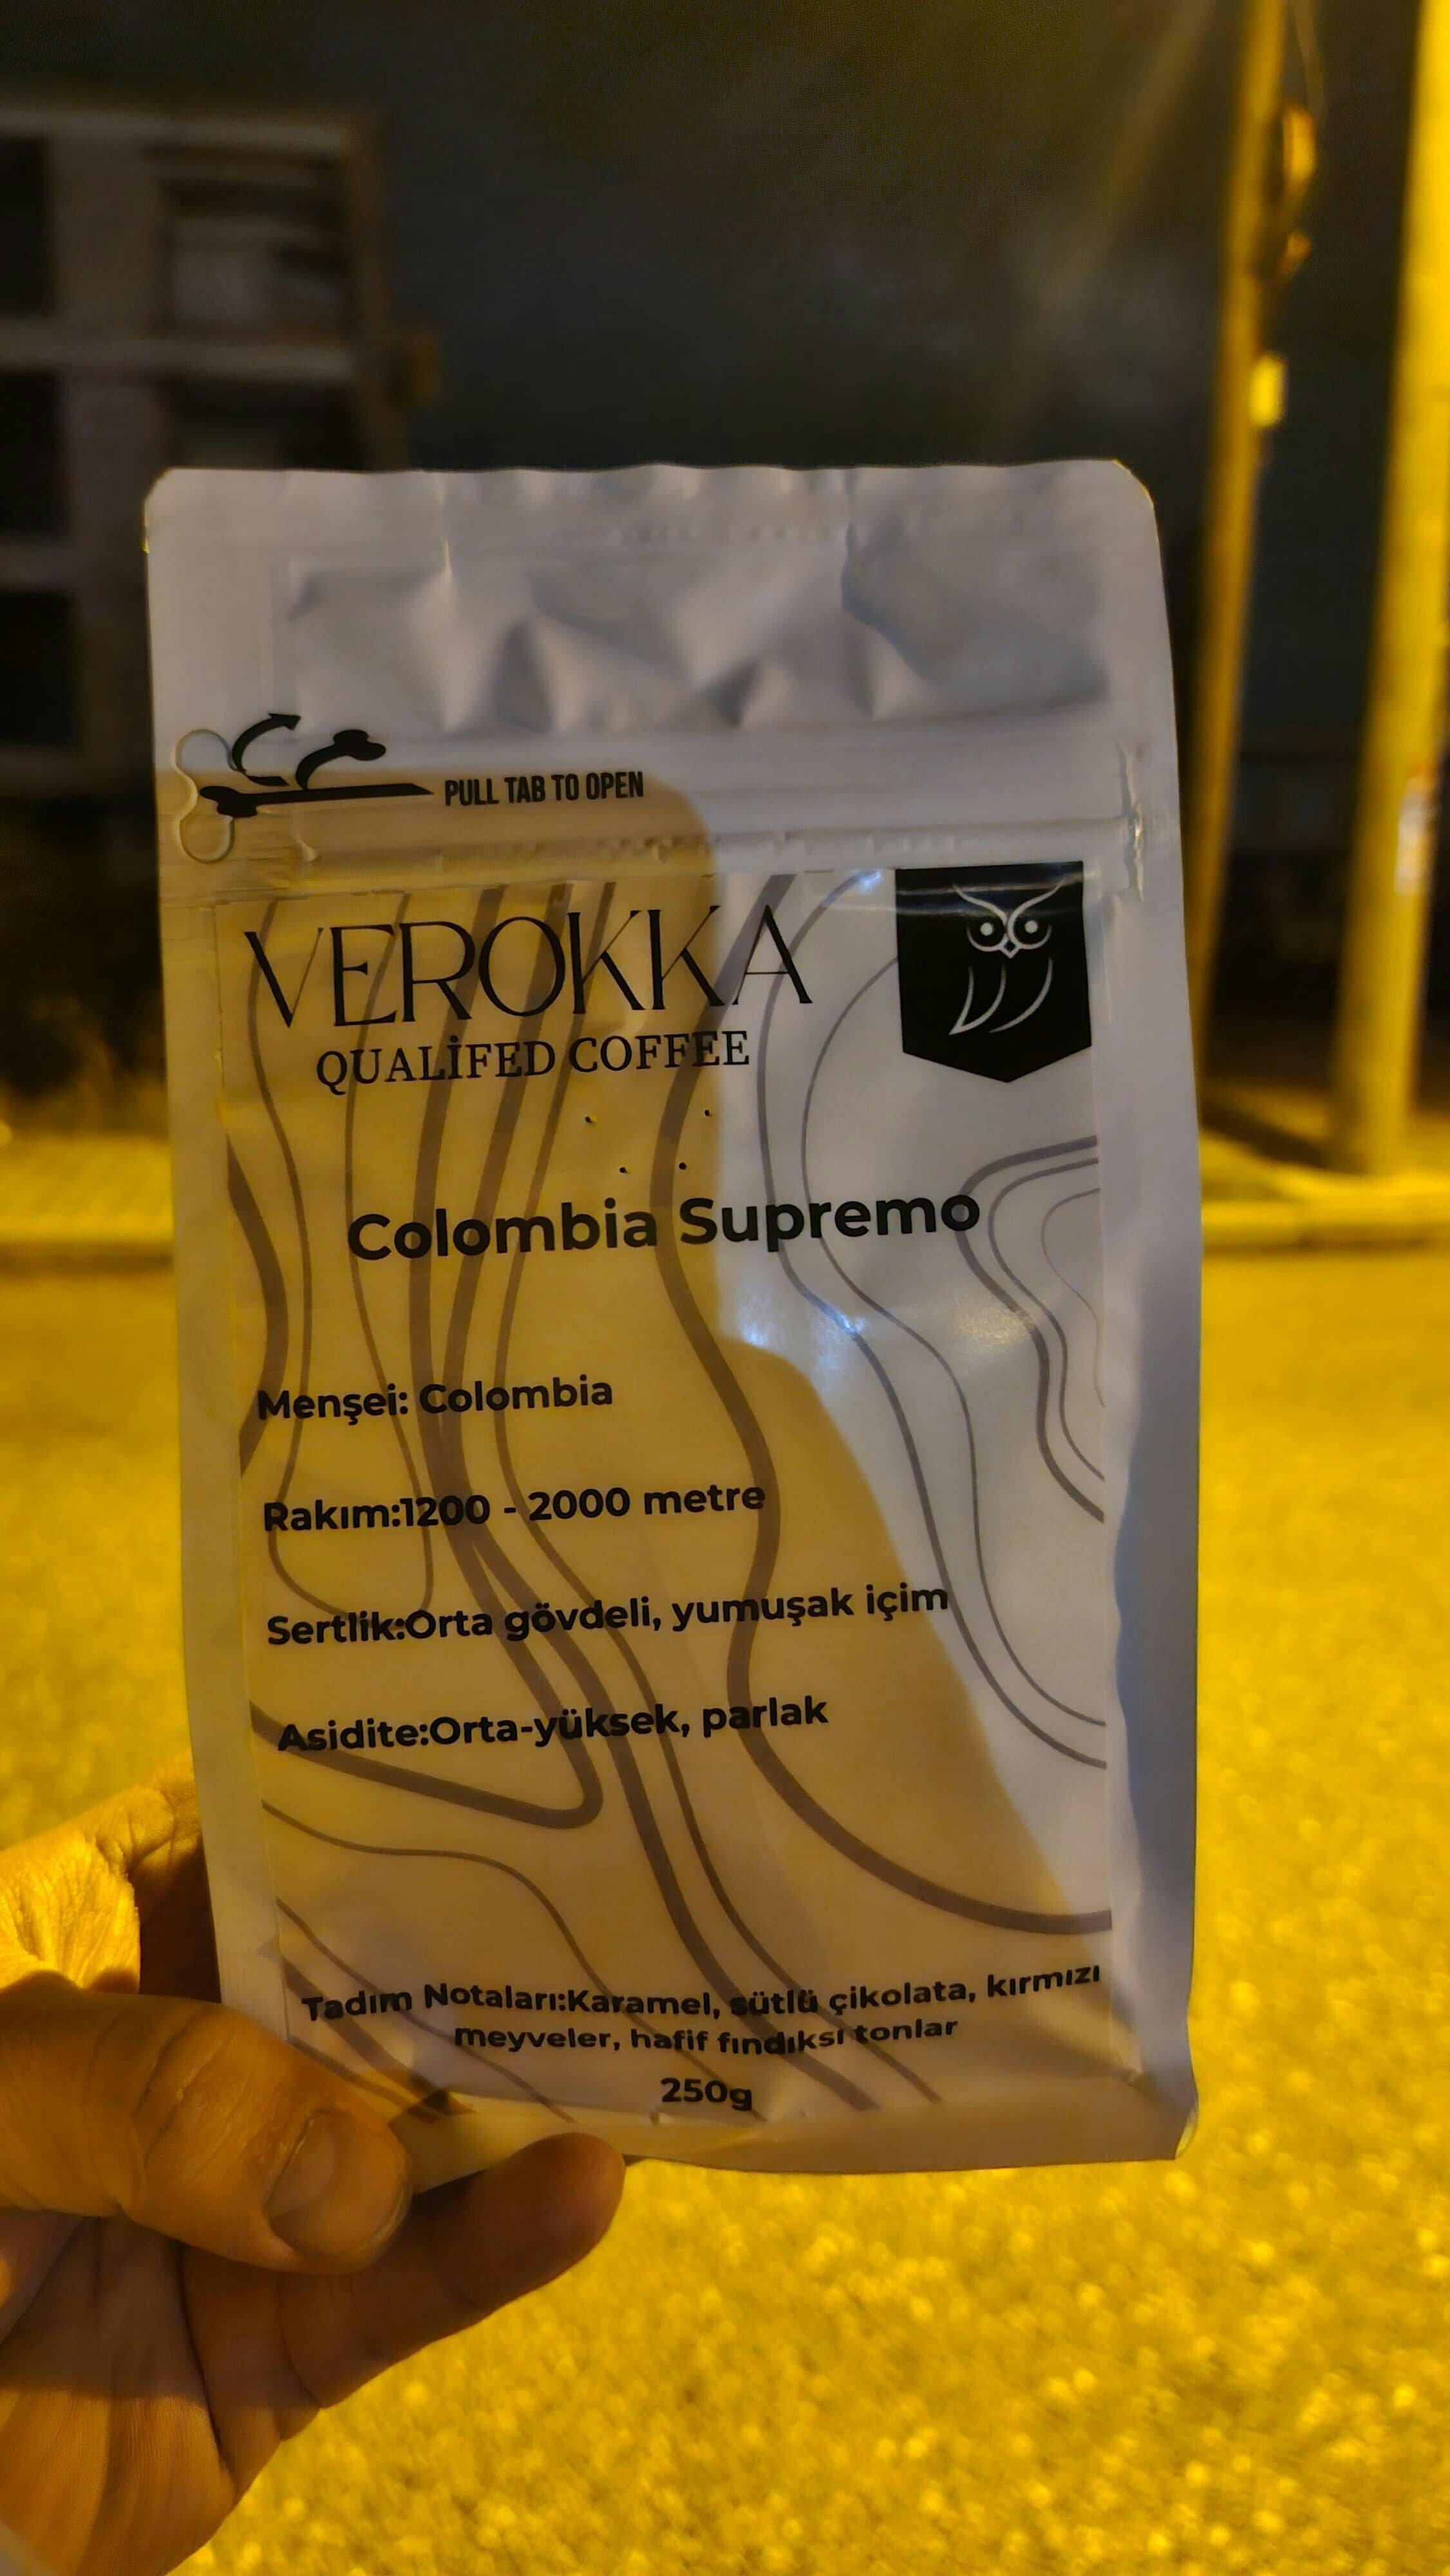 PULL TAB TO OPEN
VEROKKA
QUALİFED COFFEE
Colombia Supremo
Menşei: Colombia
Rakım:1200 - 2000 metre
Sertlik:Orta gövdeli, yumuşak içim
Asidite:Orta-yüksek, parlak
Tadım Notaları:Karamel, sütlü çikolata, kırmızı
meyveler, hafif fındıksı tonlar
250g